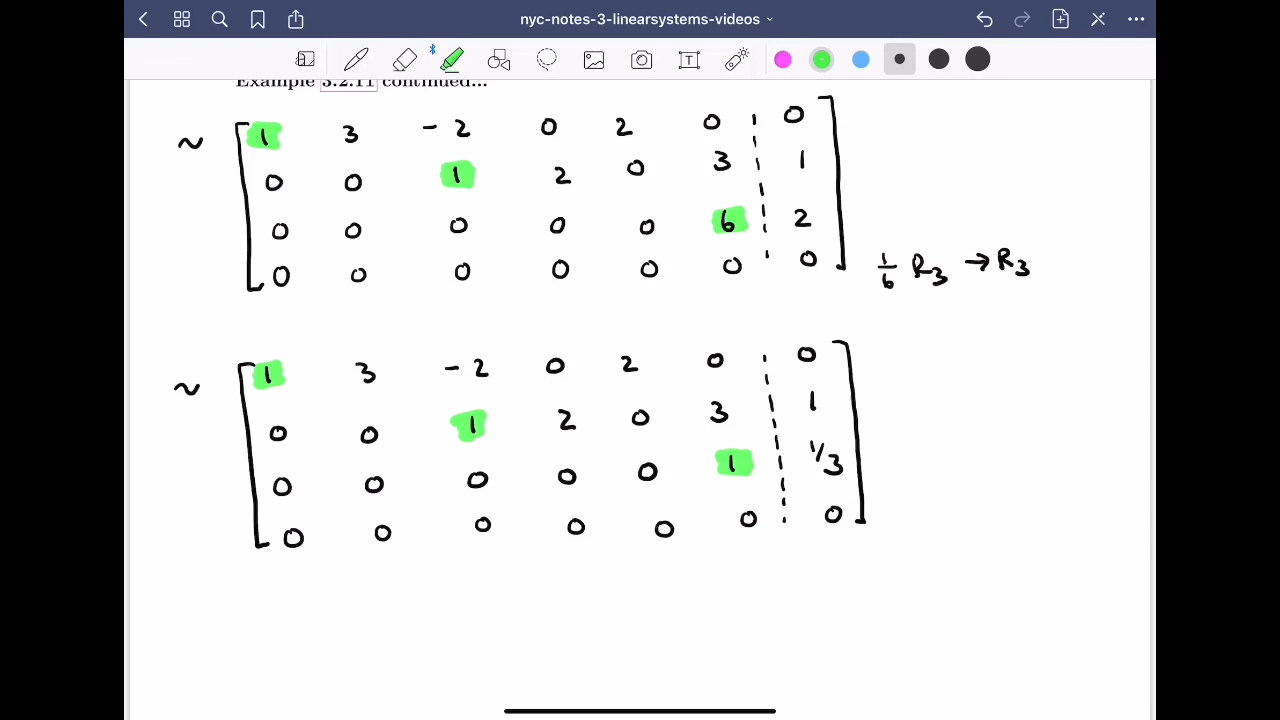 nyc-notes-3-linearsystems-videos
Example 3.2.11 continued...
~ [ 1 3 -2 0 2 0 ¦ 0
0 0 1 2 0 3 ¦ 1
0 0 0 0 0 6 ¦ 2
0 0 0 0 0 0 ¦ 0 ] 1/6 R3 → R3
~ [ 1 3 -2 0 2 0 ¦ 0
0 0 1 2 0 3 ¦ 1
0 0 0 0 0 1 ¦ 1/3
0 0 0 0 0 0 ¦ 0 ]